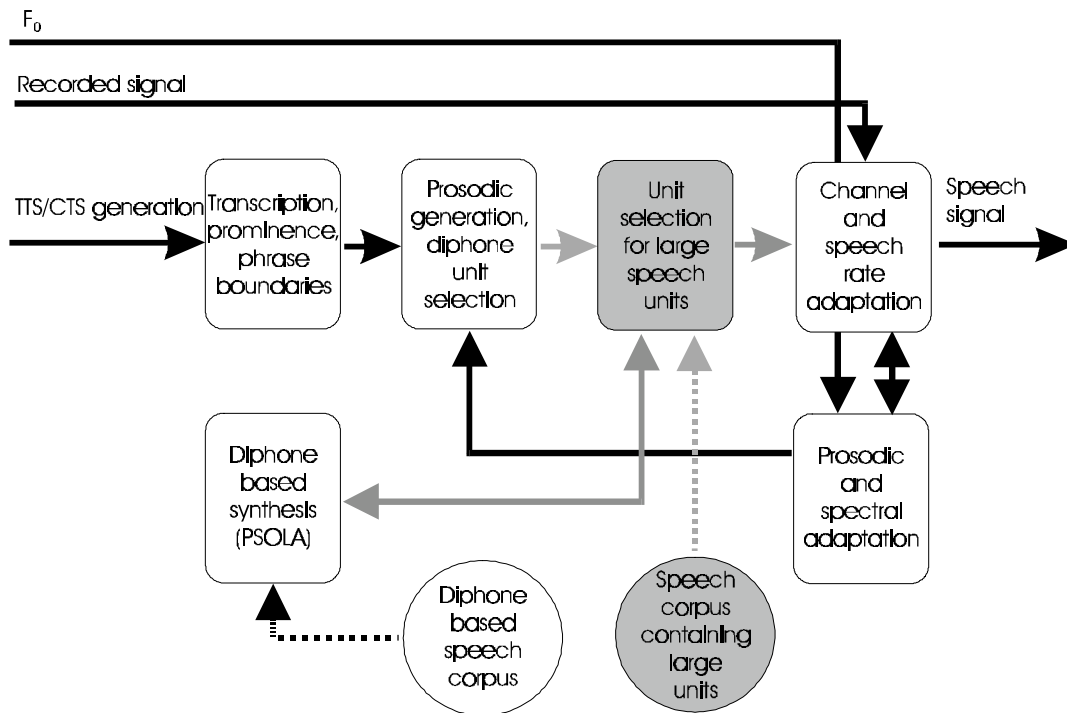 F0
Recorded signal
TTS/CTS generation
Transcription,
prominence,
phrase
boundaries
Prosodic
generation,
diphone
unit
selection
Unit
selection
for large
speech
units
Channel
and
speech
rate
adaptation
Speech
signal
Diphone
based
synthesis
(PSOLA)
Prosodic
and
spectral
adaptation
Diphone
based
speech
corpus
Speech
corpus
containing
large
units